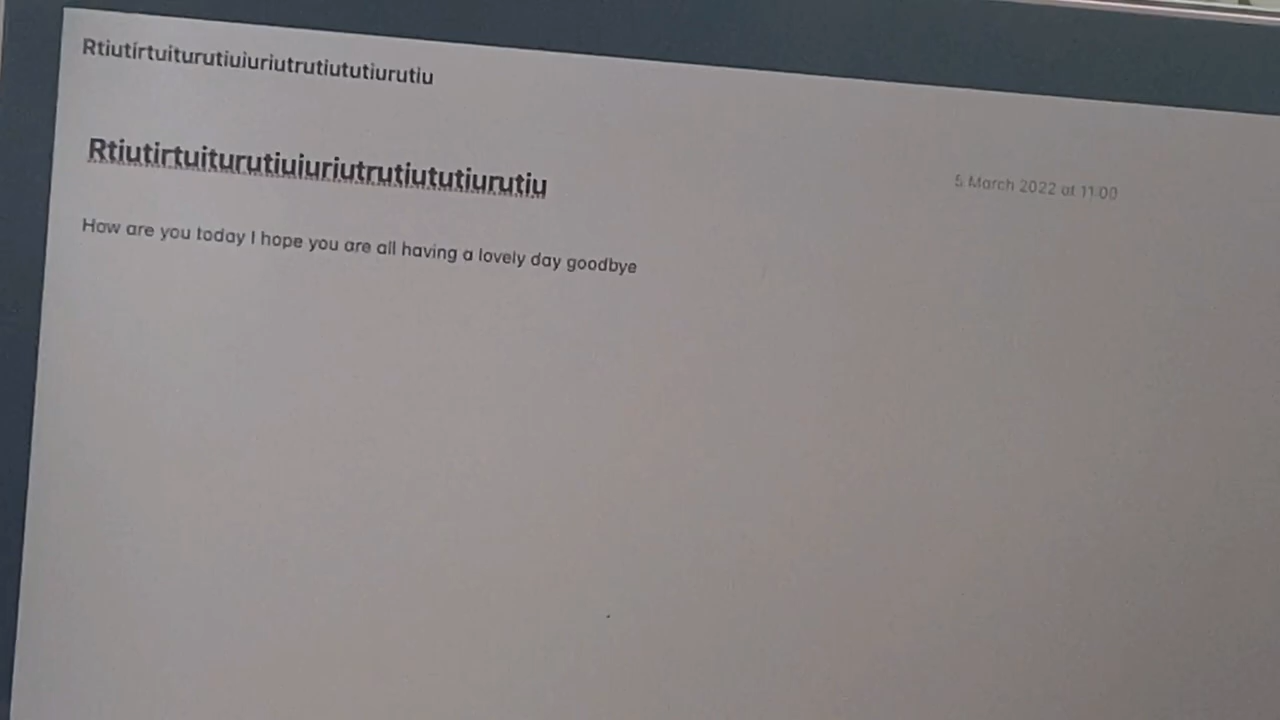 Rtiutirtuiturutiuiuriutrutiututiurutiu
Rtiutirtuiturutiuiuriutrutiututiurutiu
5 March 2022 at 11:00
How are you today I hope you are all having a lovely day goodbye